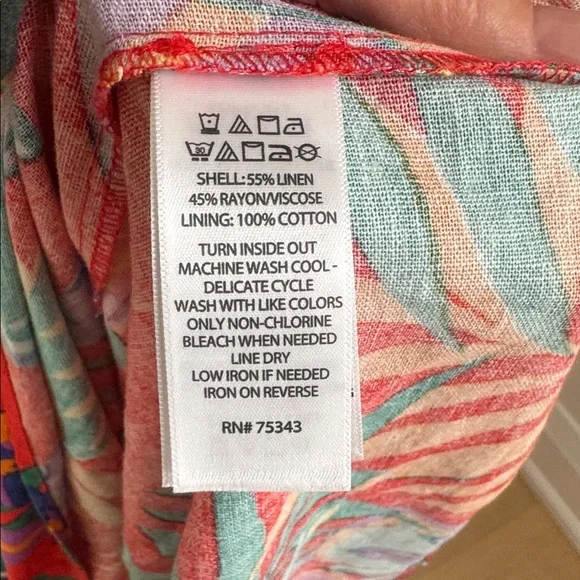 30
SHELL: 55% LINEN
45% RAYON/VISCOSE
LINING: 100% COTTON
TURN INSIDE OUT
MACHINE WASH COOL -
DELICATE CYCLE
WASH WITH LIKE COLORS
ONLY NON-CHLORINE
BLEACH WHEN NEEDED
LINE DRY
LOW IRON IF NEEDED
IRON ON REVERSE
RN# 75343